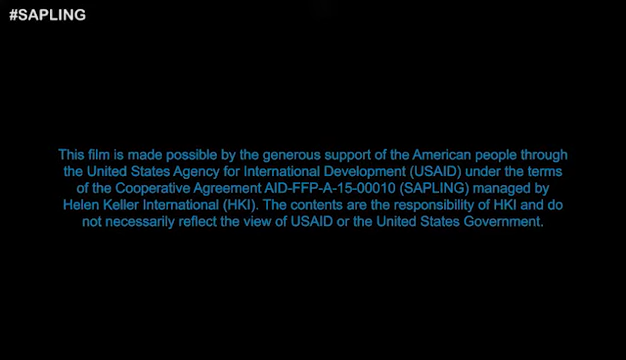 #SAPLING
This film is made possible by the generous support of the American people through
the United States Agency for International Development (USAID) under the terms
of the Cooperative Agreement AID-FFP-A-15-00010 (SAPLING) managed by
Helen Keller International (HKI). The contents are the responsibility of HKI and do
not necessarily reflect the view of USAID or the United States Government.